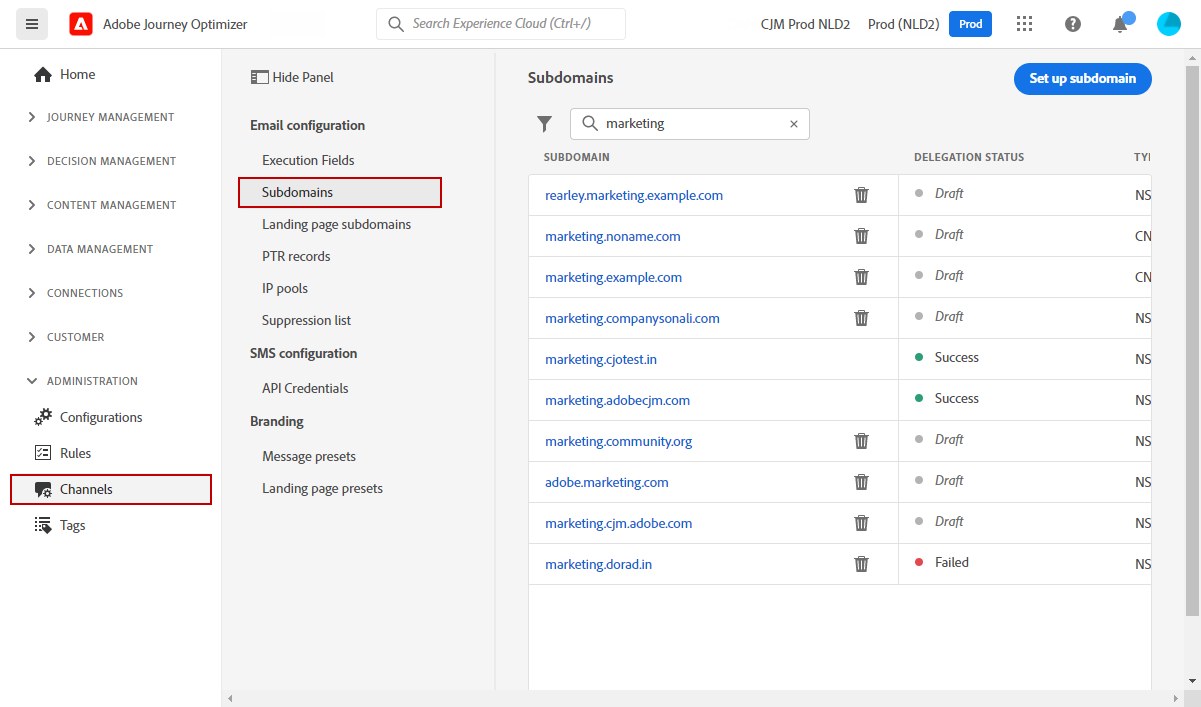 Adobe Journey Optimizer
Search Experience Cloud (Ctrl+/)
CJM Prod NLD2
Prod (NLD2)
Prod
Home
JOURNEY MANAGEMENT
DECISION MANAGEMENT
CONTENT MANAGEMENT
DATA MANAGEMENT
CONNECTIONS
CUSTOMER
ADMINISTRATION
Configurations
Rules
Channels
Tags
Hide Panel
Email configuration
Execution Fields
Subdomains
Landing page subdomains
PTR records
IP pools
Suppression list
SMS configuration
API Credentials
Branding
Message presets
Landing page presets
Subdomains
Set up subdomain
marketing
SUBDOMAIN DELEGATION STATUS TYI
rearley.marketing.example.com Draft NS
marketing.noname.com Draft CN
marketing.example.com Draft CN
marketing.companysonali.com Draft NS
marketing.cjotest.in Success NS
marketing.adobecjm.com Success NS
marketing.community.org Draft NS
adobe.marketing.com Draft NS
marketing.cjm.adobe.com Draft NS
marketing.dorad.in Failed NS